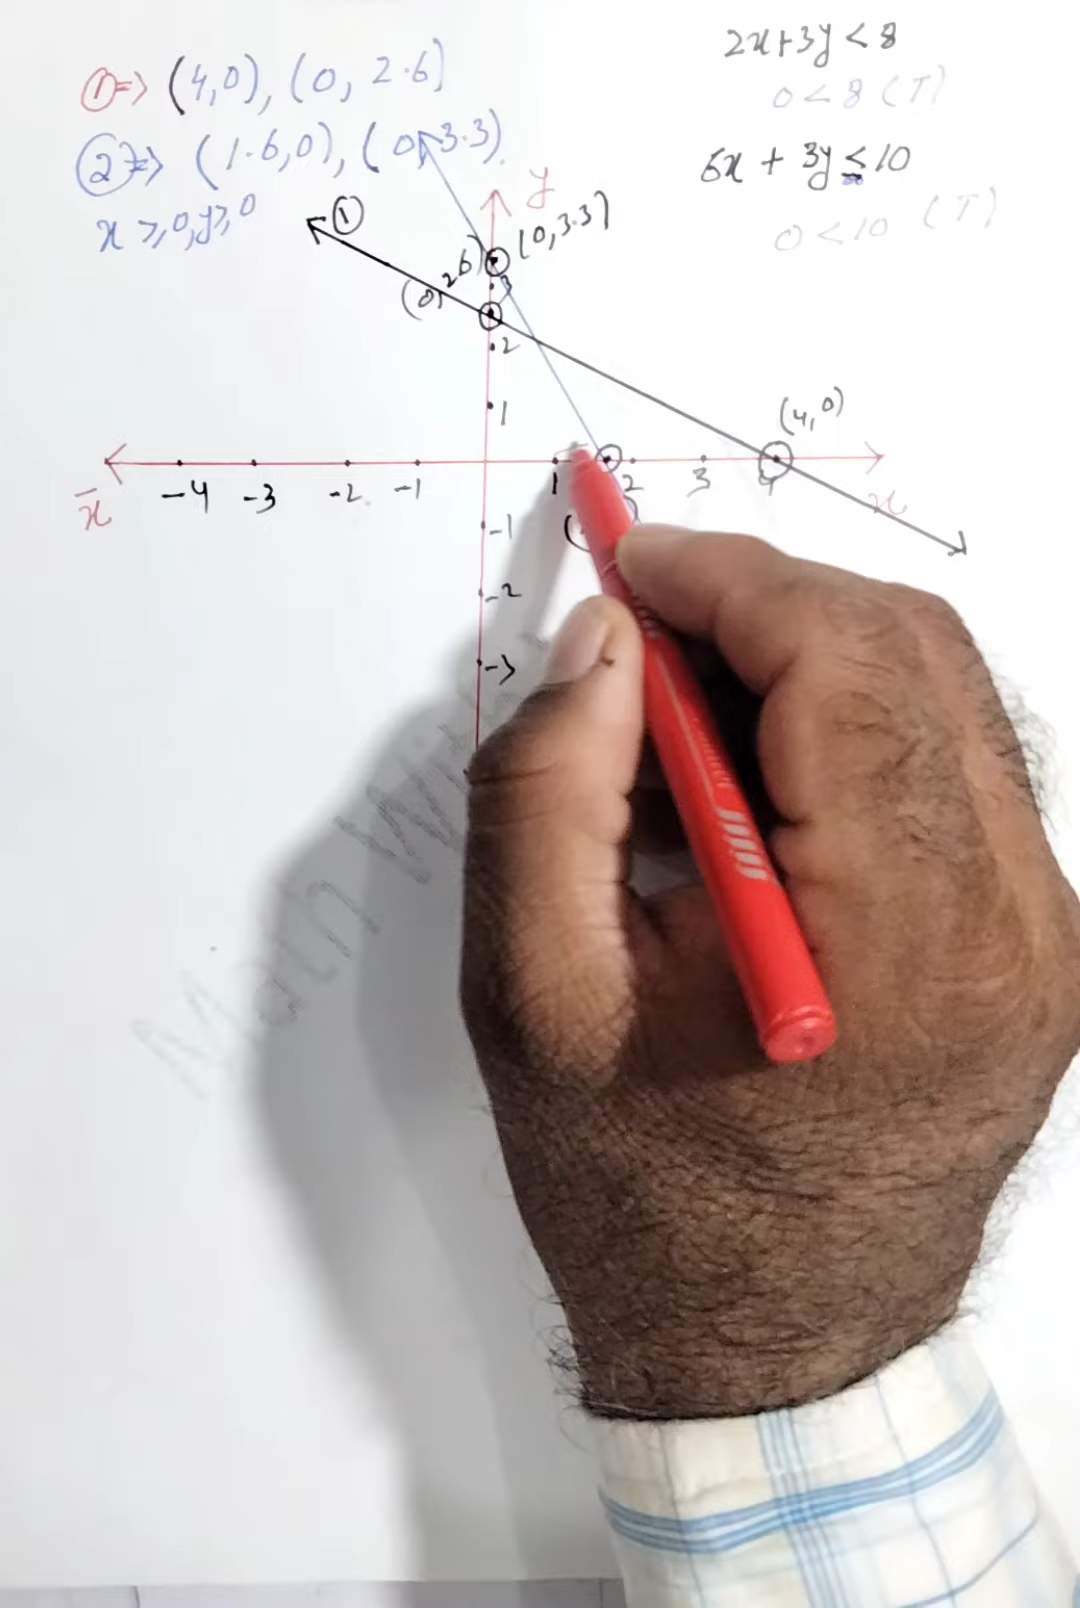 ①=> (4,0), (0, 2.6)
②=> (1.6,0), (0, 3.3).
x ≥ 0, y ≥ 0
2x+3y < 8
0 < 8 (T)
6x + 3y ≤ 10
0 < 10 (T)
①
y
(0, 3.3)
(0, 2.6)
3
2
1
(4,0)
-4 -3 -2 -1 1 2 3 4
x̄
x
-1
-2
-3
Math With